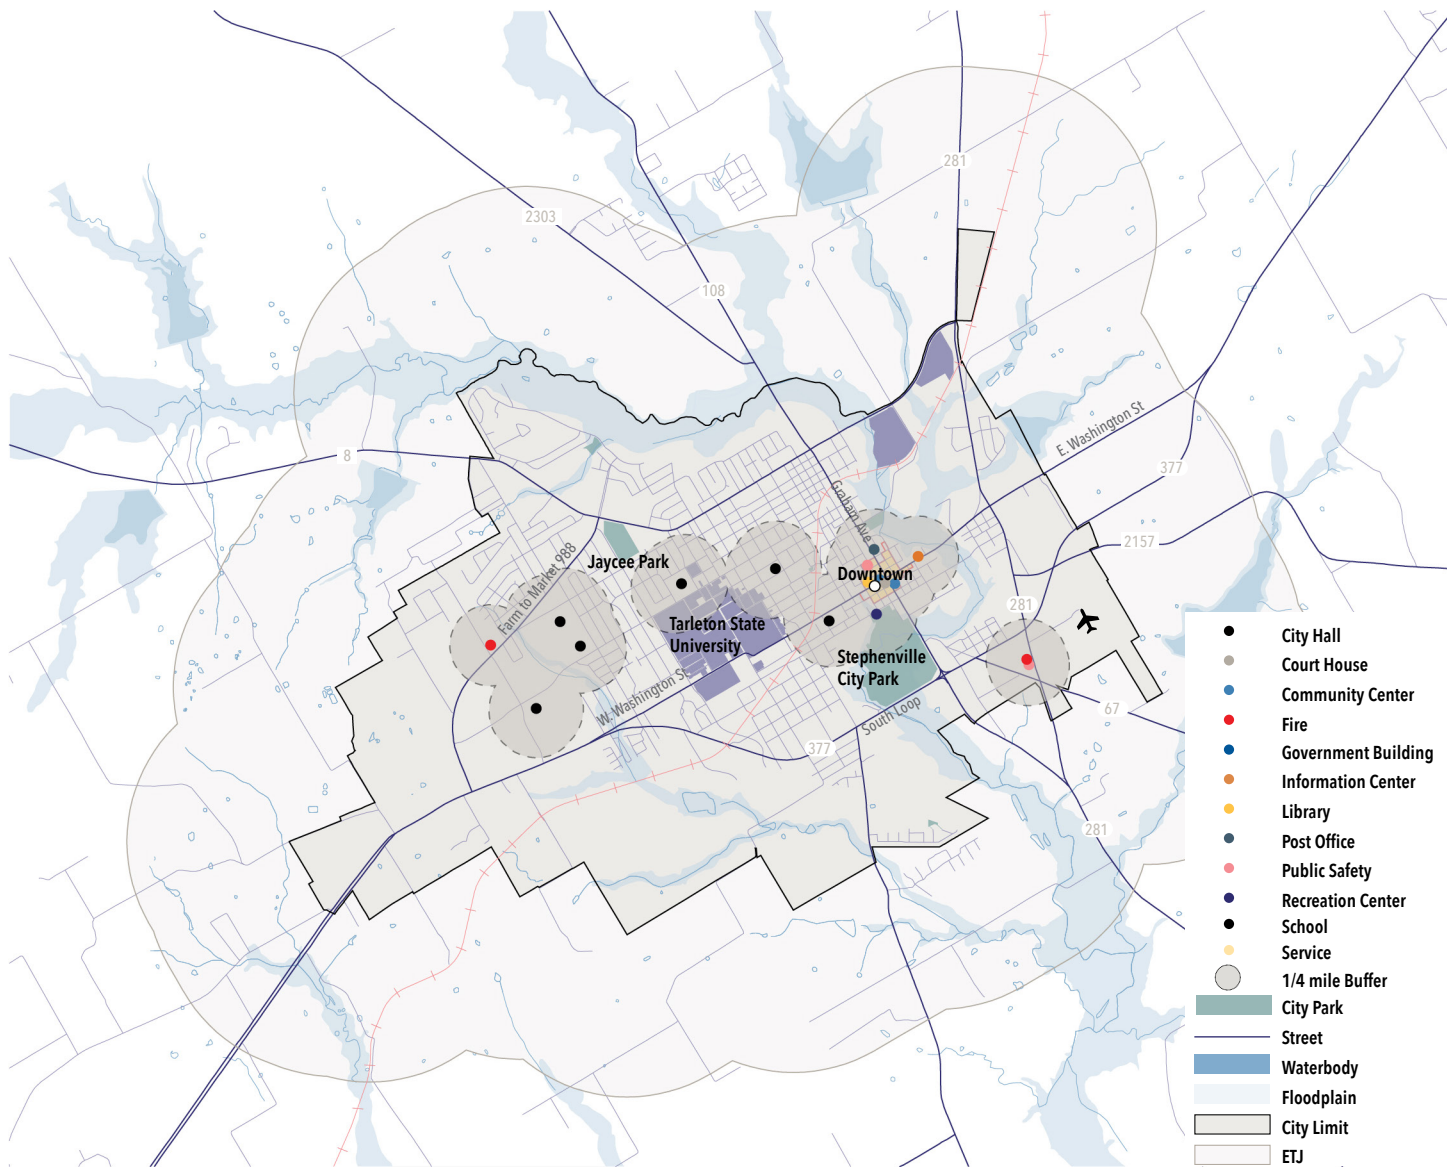 281
2303
108
E. Washington St
8
377
Graham Ave
2157
Farm to Market 988
Jaycee Park
Downtown
281
Tarleton State
University
Stephenville
City Park
W. Washington St
South Loop
67
377
281
City Hall
Court House
Community Center
Fire
Government Building
Information Center
Library
Post Office
Public Safety
Recreation Center
School
Service
1/4 mile Buffer
City Park
Street
Waterbody
Floodplain
City Limit
ETJ